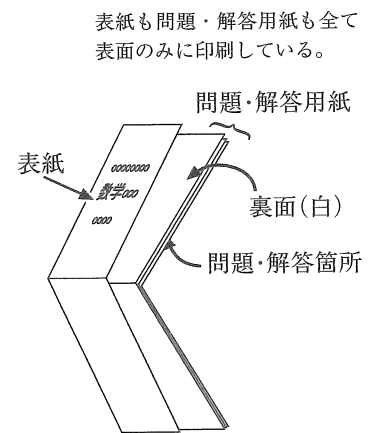 表紙も問題・解答用紙も全て
表面のみに印刷している。
問題・解答用紙
表紙
数学
裏面(白)
問題・解答箇所